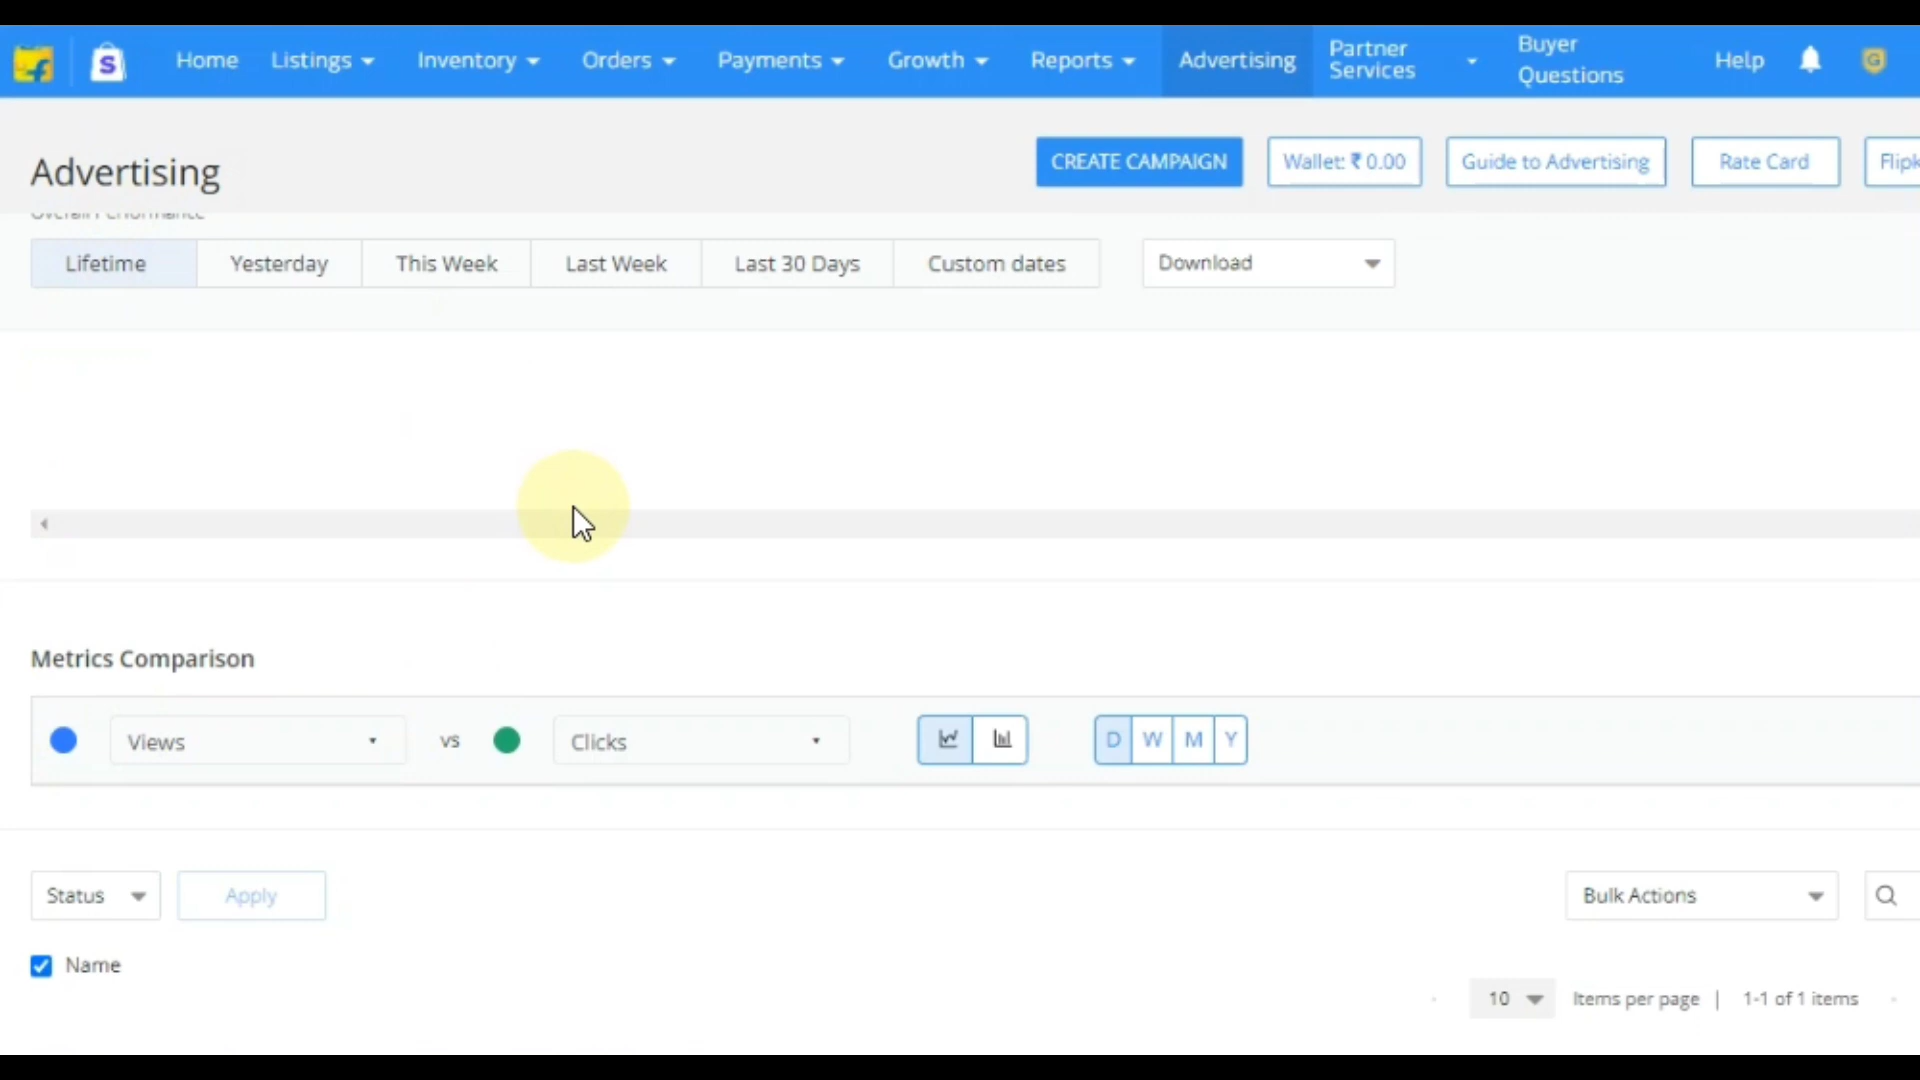 Home Listings Inventory Orders Payments Growth Reports Advertising Partner Services Buyer Questions Help
Advertising
CREATE CAMPAIGN Wallet: ₹ 0.00 Guide to Advertising Rate Card Flipk
Overall Performance
Lifetime Yesterday This Week Last Week Last 30 Days Custom dates Download
Metrics Comparison
Views vs Clicks D W M Y
Status Apply Bulk Actions
Name
10 Items per page | 1-1 of 1 items